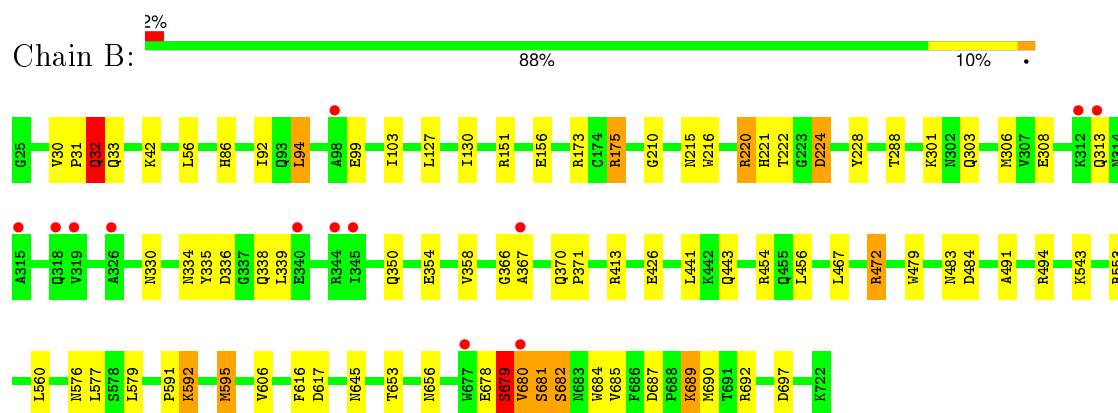 2%
Chain B:
88% 10% •
G25 V30 P31 Q32 Q33 K42 L56 H86 I92 Q93 L94 A98 E99 I103 L127 I130 R151 E156 R173 C174 R175 G210 N215 W216 R220 H221 T222 G223 D224 Y228 T288 K301 N302 Q303 M306 V307 E308 K312 Q313 N314
A315 Q318 V319 A326 N330 N334 Y335 D336 G337 Q338 L339 E340 R344 I345 Q350 E354 V358 G366 A367 Q370 P371 R413 E426 L441 K442 Q443 R454 Q455 L456 L467 R472 W479 N483 D484 A491 R494 K543 R553
L560 N576 L577 S578 L579 P591 K592 M595 V606 F616 D617 N645 T653 N656 W677 E678 S679 V680 S681 S682 N683 W684 V685 F686 D687 P688 K689 M690 T691 R692 D697 K722